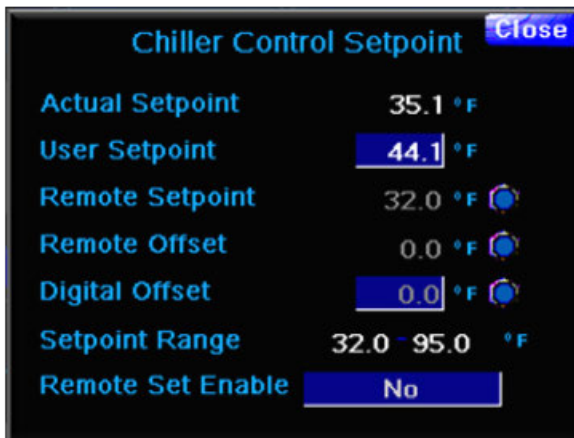 Chiller Control Setpoint Close
Actual Setpoint 35.1 °F
User Setpoint 44.1 °F
Remote Setpoint 32.0 °F
Remote Offset 0.0 °F
Digital Offset 0.0 °F
Setpoint Range 32.0 - 95.0 °F
Remote Set Enable No